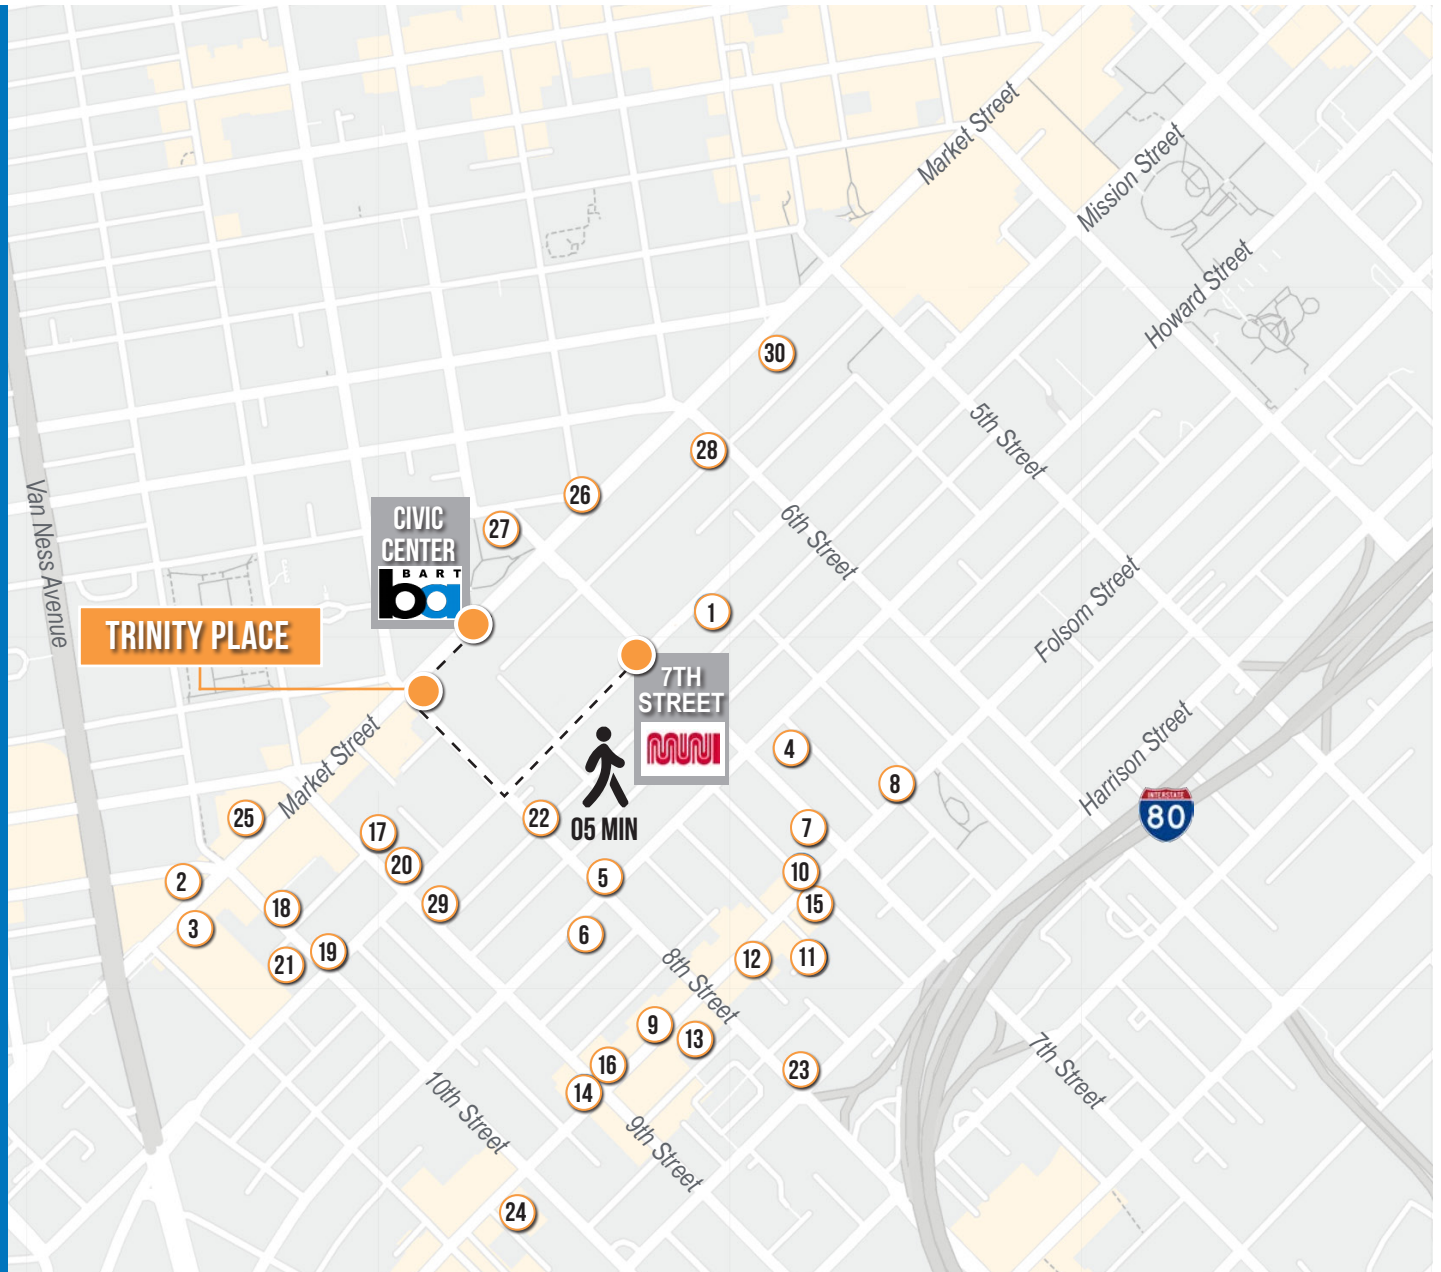 Market Street
Mission Street
Howard Street
30
5th Street
28
26
6th Street
27
CIVIC
CENTER
BART
ba
Van Ness Avenue
TRINITY PLACE
1
Folsom Street
7TH
STREET
MUNI
Market Street
Harrison Street
4
8
INTERSTATE
80
25
22
05 MIN
7
17
20
10
2
5
15
29
18
3
6
19
21
12
11
8th Street
9
13
16
23
14
7th Street
10th Street
9th Street
24